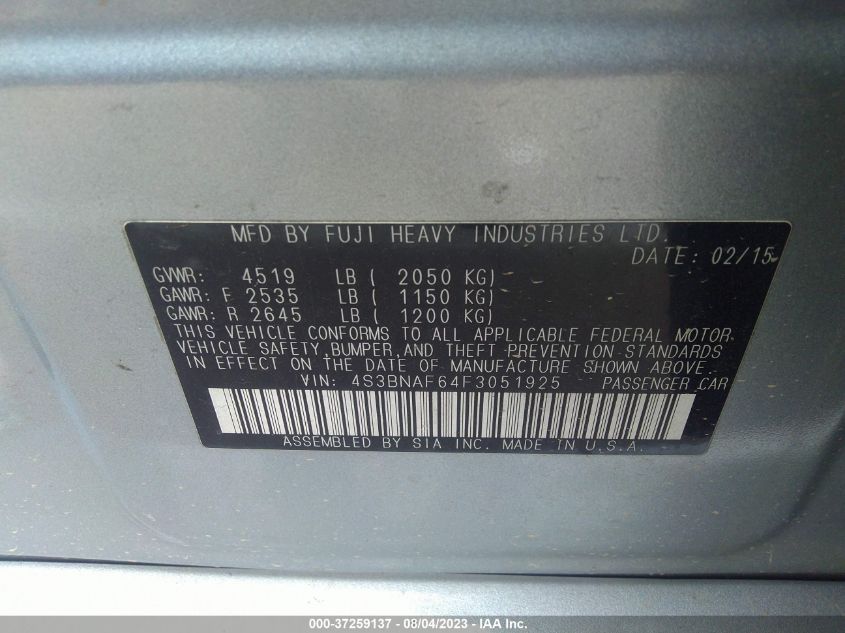 MFD BY FUJI HEAVY INDUSTRIES LTD.
DATE: 02/15
GVWR: 4519 LB ( 2050 KG)
GAWR: F 2535 LB ( 1150 KG)
GAWR: R 2645 LB ( 1200 KG)
THIS VEHICLE CONFORMS TO ALL APPLICABLE FEDERAL MOTOR
VEHICLE SAFETY,BUMPER,AND THEFT PREVENTION STANDARDS
IN EFFECT ON THE DATE OF MANUFACTURE SHOWN ABOVE.
VIN: 4S3BNAF64F3051925 PASSENGER CAR
ASSEMBLED BY SIA INC. MADE IN U.S.A.
000-37259137 - 08/04/2023 - IAA Inc.